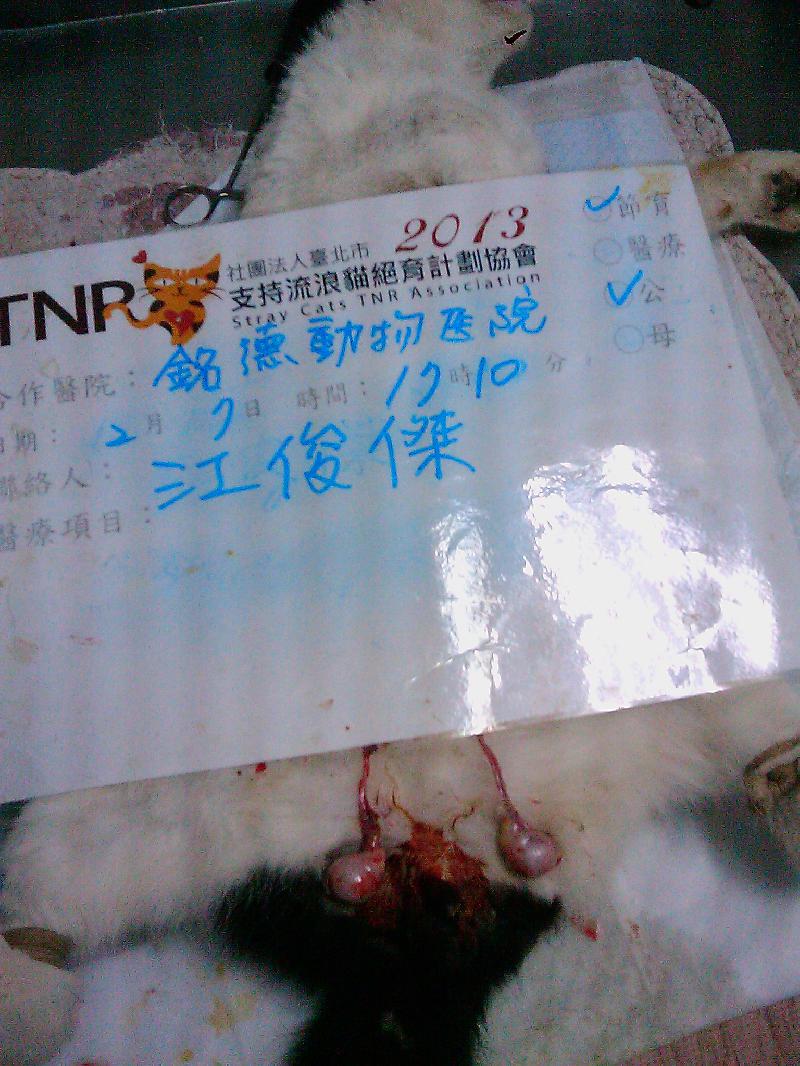 2013
TNR
社團法人臺北市
支持流浪貓絕育計劃協會
Stray Cats TNR Association
節育
醫療
公
母
合作醫院：銘德動物医院
日期：2月7日 時間：17時10分
聯絡人：江俊傑
醫療項目：